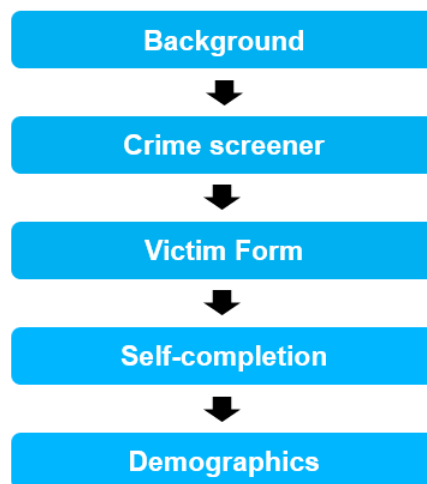 Background
Crime screener
Victim Form
Self-completion
Demographics